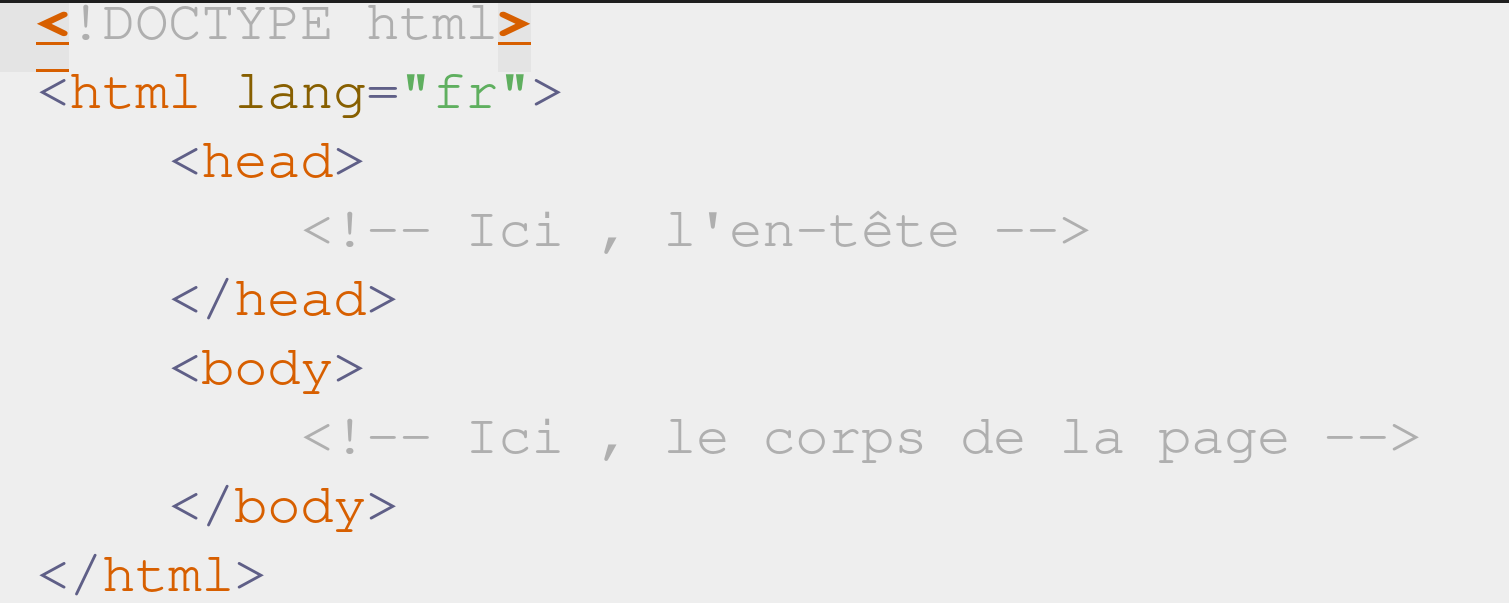 <!DOCTYPE html>
<html lang="fr">
<head>
<!-- Ici , l'en-tête -->
</head>
<body>
<!-- Ici , le corps de la page -->
</body>
</html>